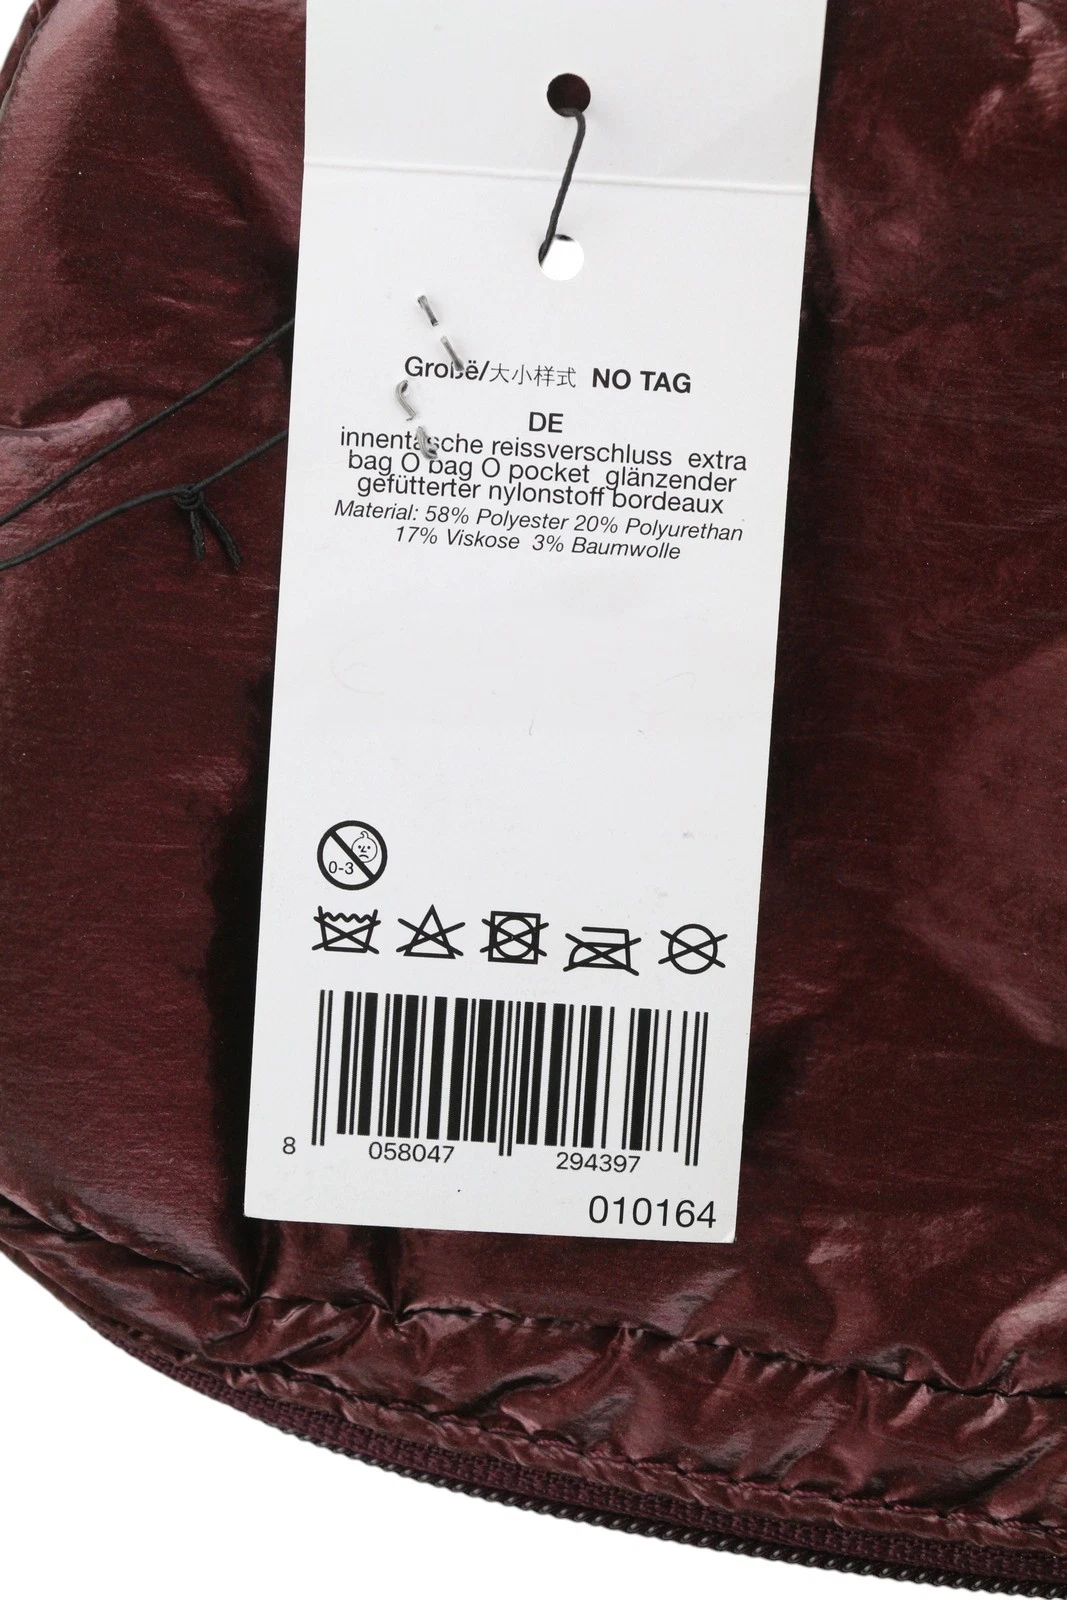 Großë/大小样式 NO TAG
DE
innentasche reissverschluss extra
bag O bag O pocket glänzender
gefütterter nylonstoff bordeaux
Material: 58% Polyester 20% Polyurethan
17% Viskose 3% Baumwolle
0-3
8 058047 294397
010164